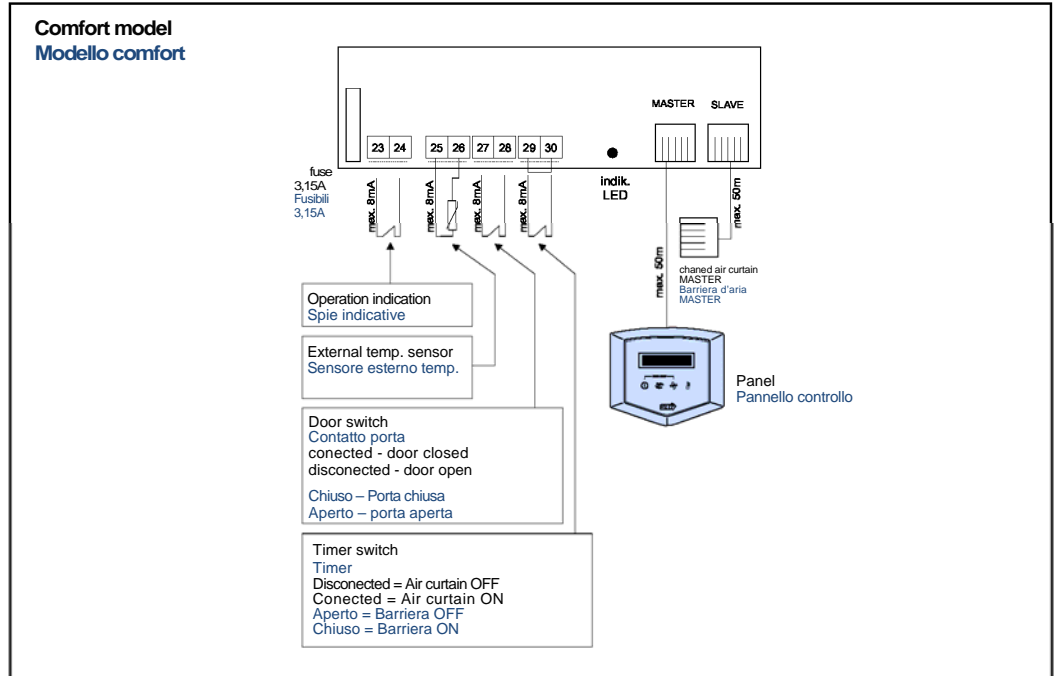 Comfort model
Modello comfort
MASTER SLAVE
23 24 25 26 27 28 29 30
fuse
3,15A
Fusibili
3,15A
max. 8mA
max. 8mA
max. 8mA
max. 8mA
indik.
LED
max. 50m
max. 50m
chaned air curtain
MASTER
Barriera d'aria
MASTER
Operation indication
Spie indicative
External temp. sensor
Sensore esterno temp.
Panel
Pannello controllo
Door switch
Contatto porta
conected - door closed
disconected - door open
Chiuso – Porta chiusa
Aperto – porta aperta
Timer switch
Timer
Disconected = Air curtain OFF
Conected = Air curtain ON
Aperto = Barriera OFF
Chiuso = Barriera ON